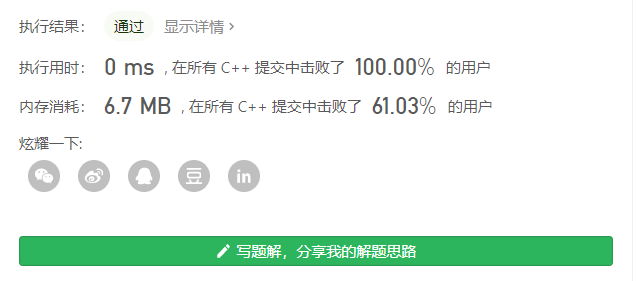 执行结果： 通过 显示详情 ›
执行用时： 0 ms , 在所有 C++ 提交中击败了 100.00% 的用户
内存消耗： 6.7 MB , 在所有 C++ 提交中击败了 61.03% 的用户
炫耀一下:
豆 in
写题解，分享我的解题思路